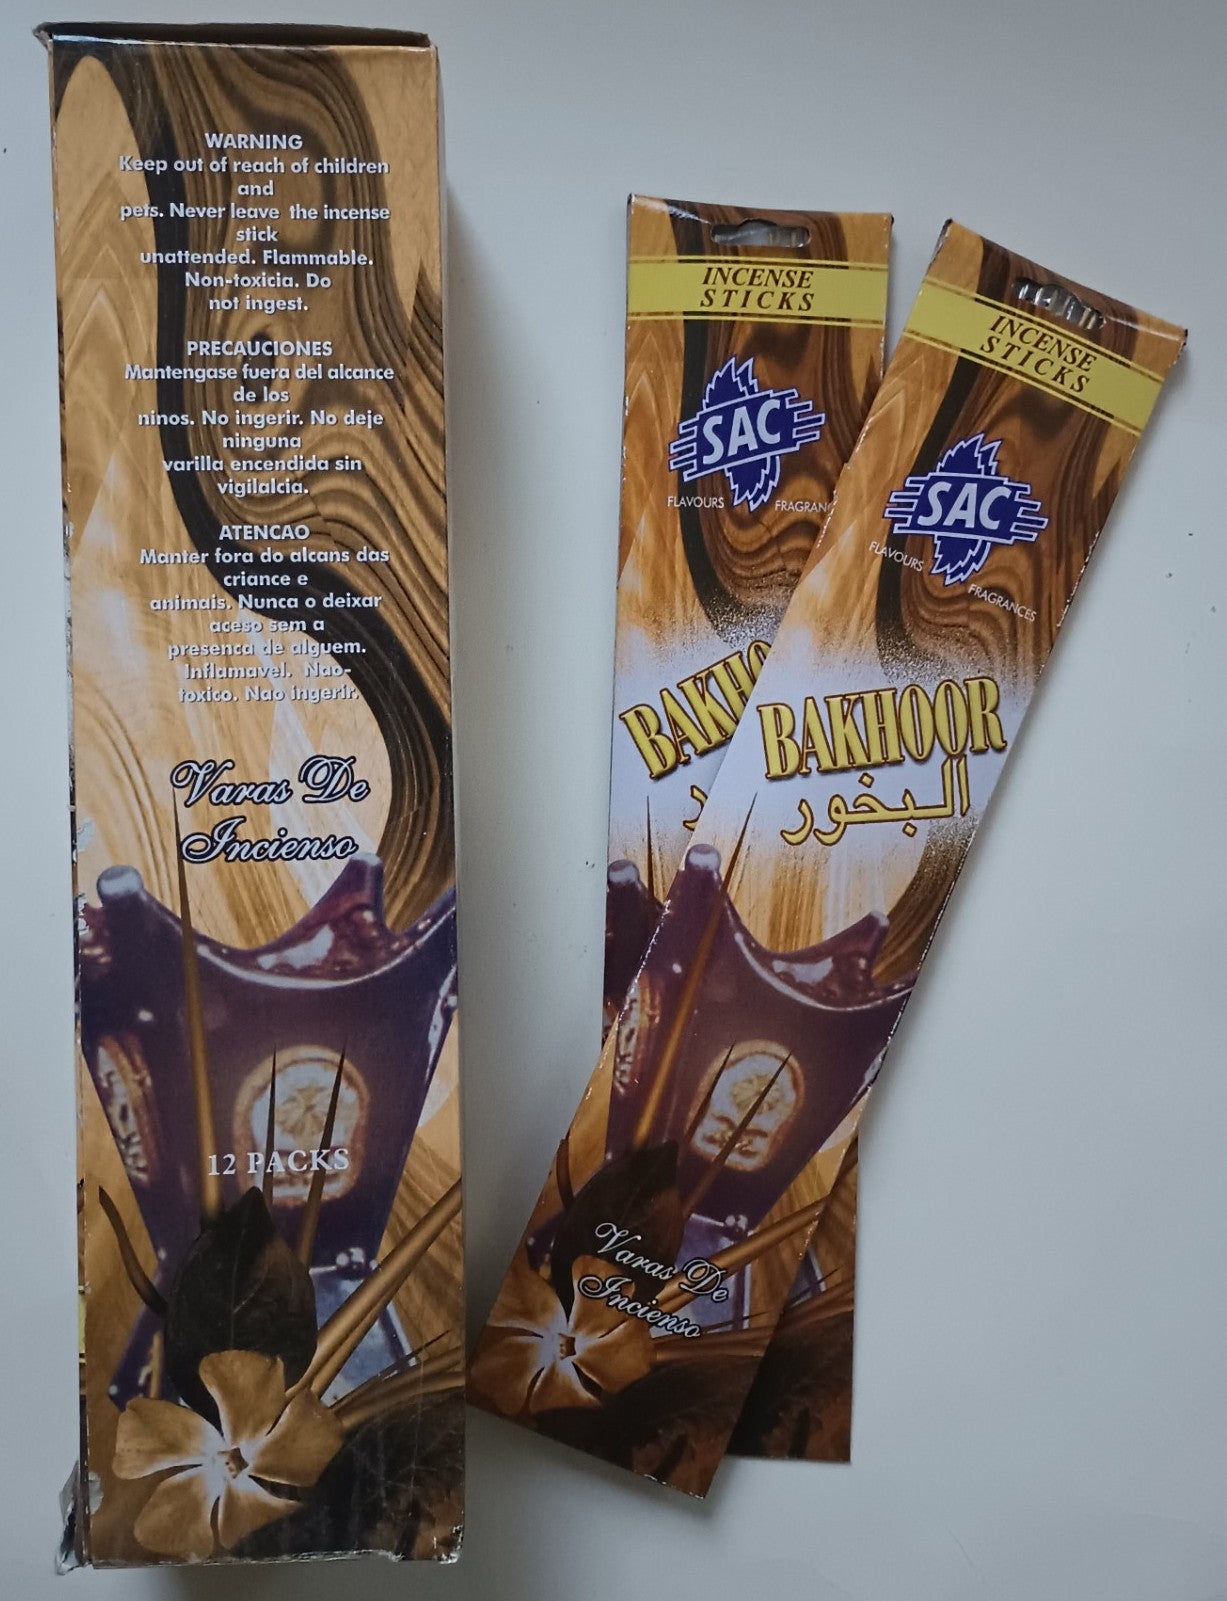 WARNING
Keep out of reach of children
and
pets. Never leave the incense
stick
unattended. Flammable.
Non-toxicia. Do
not ingest.
PRECAUCIONES
Mantengase fuera del alcance
de los
ninos. No ingerir. No deje
ninguna
varilla encendida sin
vigilalcia.
ATENCAO
Manter fora do alcans das
criance e
animais. Nunca o deixar
aceso sem a
presenca de alguem.
Inflamavel. Nao-
toxico. Nao ingerir.
Varas De
Incienso
12 PACKS
INCENSE
STICKS
SAC
FLAVOURS FRAGRAN
BAKHO
INCENSE
STICKS
SAC
FLAVOURS FRAGRANCES
BAKHOOR
البخور
Varas De
Incienso